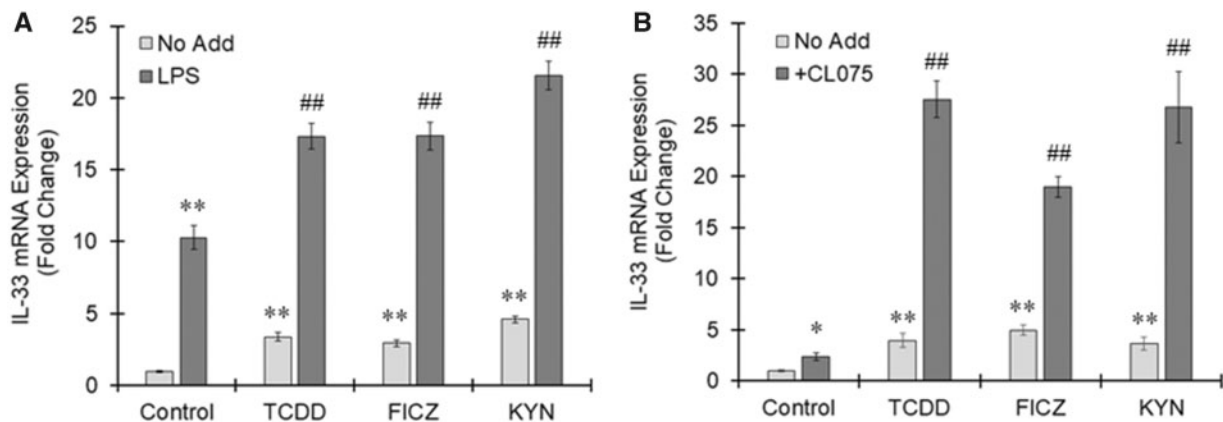 A
IL-33 mRNA Expression
(Fold Change)
25
20
15
10
5
0
No Add
LPS
**
**
##
**
##
**
##
Control
TCDD
FICZ
KYN
B
IL-33 mRNA Expression
(Fold Change)
35
30
25
20
15
10
5
0
No Add
+CL075
*
**
##
**
##
**
##
Control
TCDD
FICZ
KYN